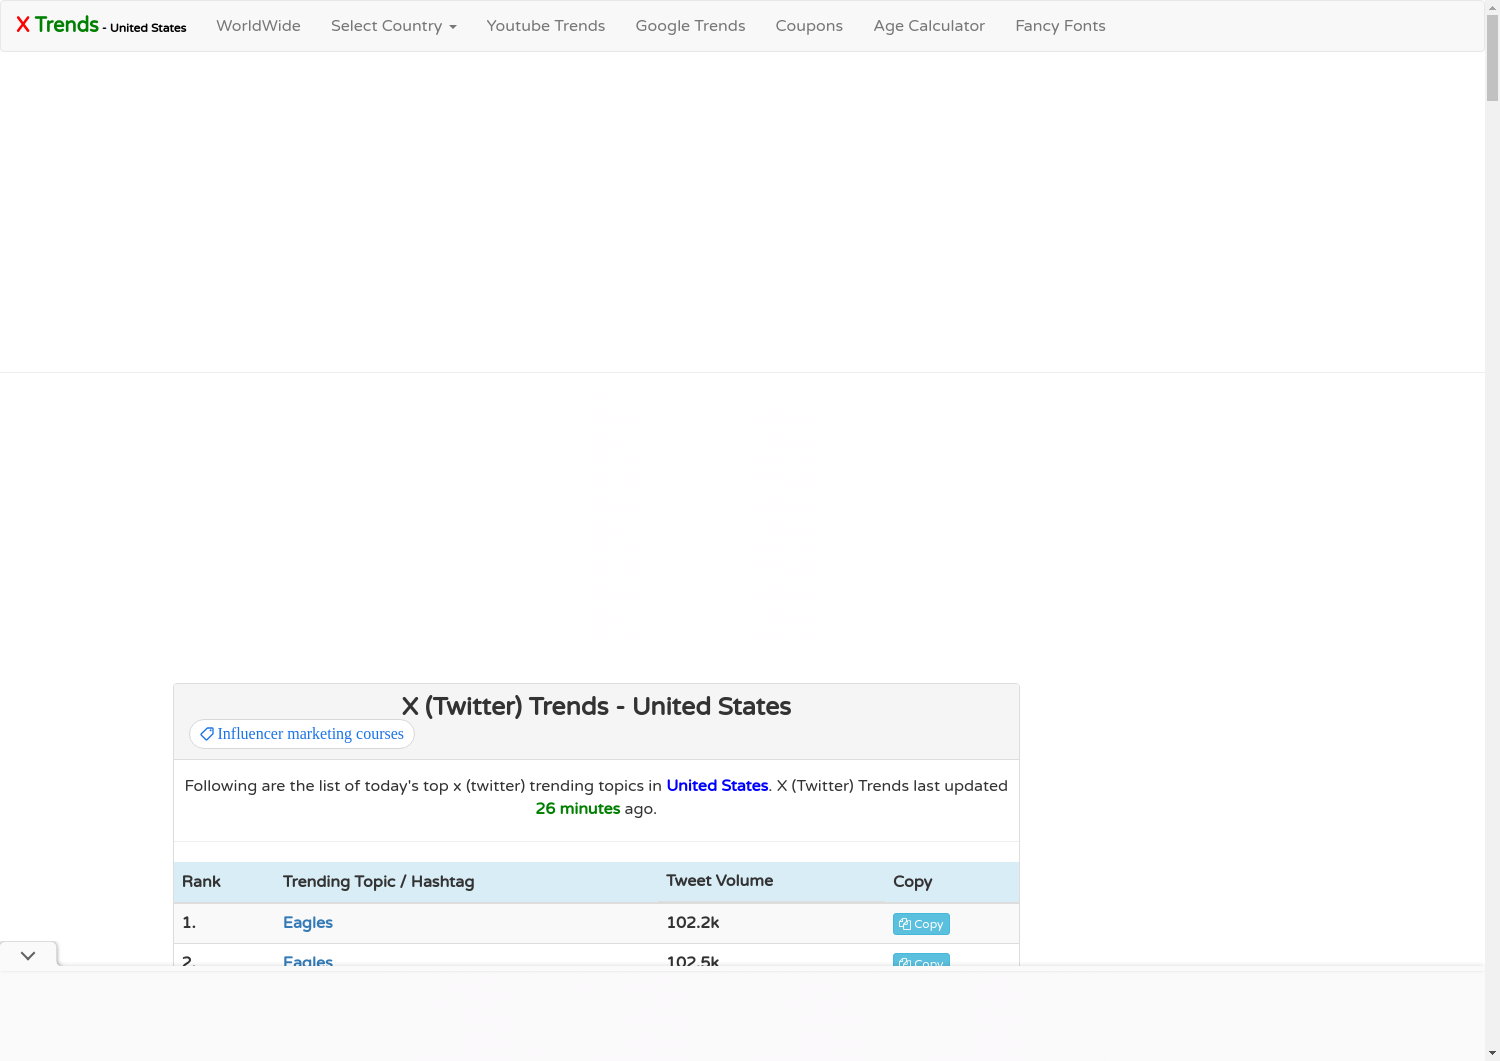 X Trends - United States WorldWide Select Country Youtube Trends Google Trends Coupons Age Calculator Fancy Fonts
X (Twitter) Trends - United States
Influencer marketing courses
Following are the list of today's top x (twitter) trending topics in United States. X (Twitter) Trends last updated
26 minutes ago.
Rank Trending Topic / Hashtag Tweet Volume Copy
1. Eagles 102.2k Copy
2. Eagles 102.5k Copy